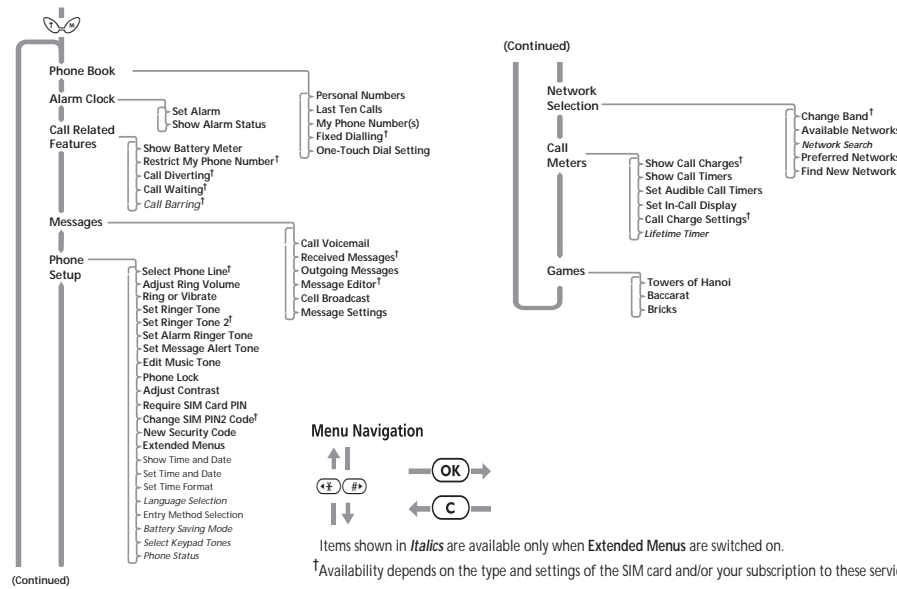 † M
Phone Book
Personal Numbers
Last Ten Calls
My Phone Number(s)
Fixed Dialling†
One-Touch Dial Setting
Alarm Clock
Set Alarm
Show Alarm Status
Call Related
Features
Show Battery Meter
Restrict My Phone Number†
Call Diverting†
Call Waiting†
Call Barring†
Messages
Call Voicemail
Received Messages†
Outgoing Messages
Message Editor†
Cell Broadcast
Message Settings
Phone
Setup
Select Phone Line†
Adjust Ring Volume
Ring or Vibrate
Set Ringer Tone
Set Ringer Tone 2†
Set Alarm Ringer Tone
Set Message Alert Tone
Edit Music Tone
Phone Lock
Adjust Contrast
Require SIM Card PIN
Change SIM PIN2 Code†
New Security Code
Extended Menus
Show Time and Date
Set Time and Date
Set Time Format
Language Selection
Entry Method Selection
Battery Saving Mode
Select Keypad Tones
Phone Status
(Continued)
(Continued)
Network
Selection
Change Band†
Available Networks
Network Search
Preferred Networks
Find New Network
Call
Meters
Show Call Charges†
Show Call Timers
Set Audible Call Timers
Set In-Call Display
Call Charge Settings†
Lifetime Timer
Games
Towers of Hanoi
Baccarat
Bricks
Menu Navigation
* #
OK
C
Items shown in Italics are available only when Extended Menus are switched on.
†Availability depends on the type and settings of the SIM card and/or your subscription to these servi